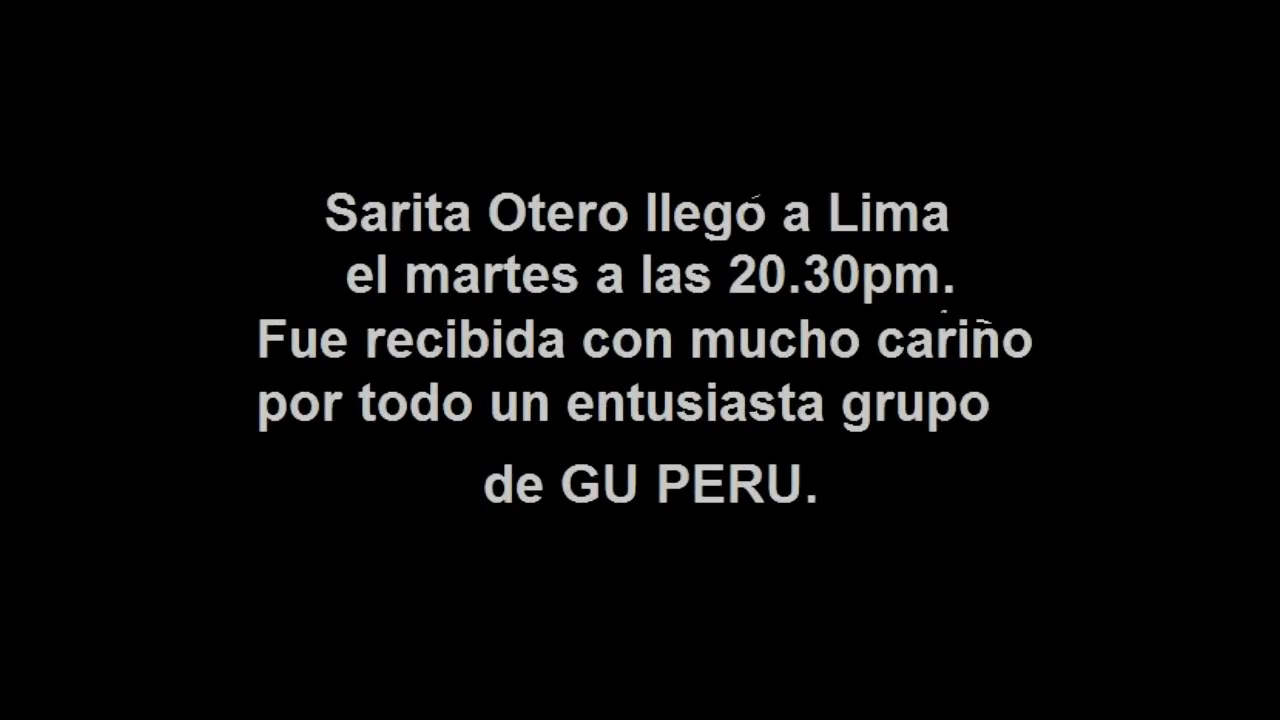 Sarita Otero llegó a Lima
el martes a las 20.30pm.
Fue recibida con mucho cariño
por todo un entusiasta grupo
de GU PERU.